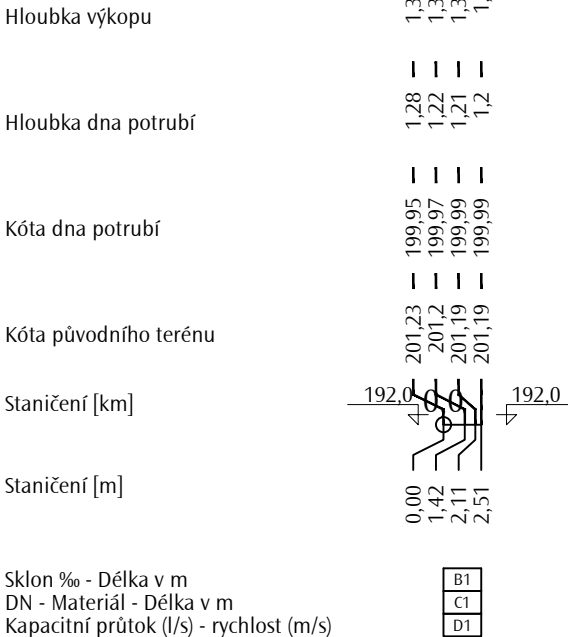 Hloubka výkopu
Hloubka dna potrubí 1,28 1,22 1,21 1,2
Kóta dna potrubí 199,95 199,97 199,99 199,99
Kóta původního terénu 201,23 201,2 201,19 201,19
Staničení [km] 192,0 0 0 192,0
Staničení [m] 0,00 1,42 2,11 2,51
Sklon ‰ - Délka v m B1
DN - Materiál - Délka v m C1
Kapacitní průtok (l/s) - rychlost (m/s) D1